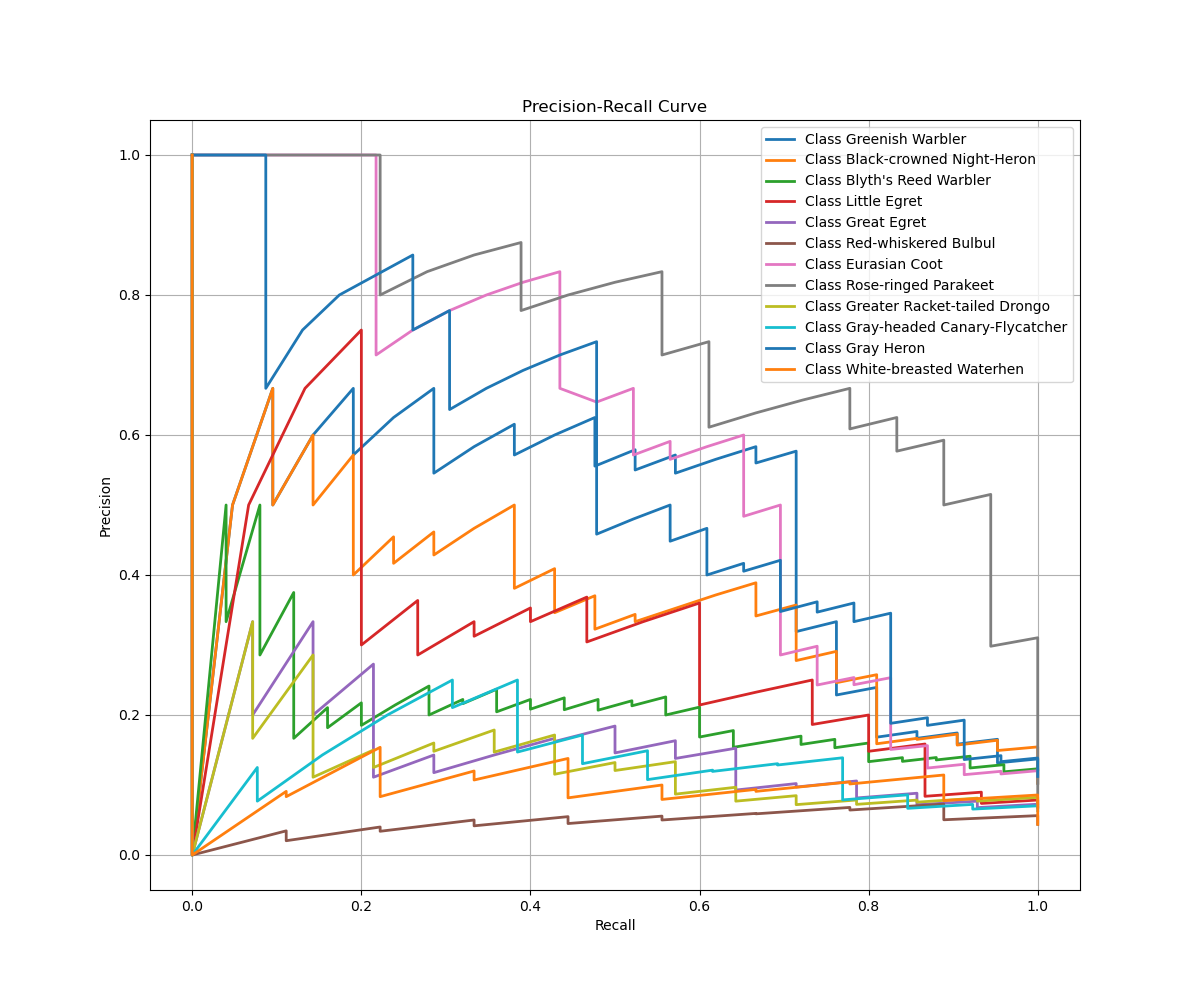 Precision-Recall Curve
Class Greenish Warbler
Class Black-crowned Night-Heron
Class Blyth's Reed Warbler
Class Little Egret
Class Great Egret
Class Red-whiskered Bulbul
Class Eurasian Coot
Class Rose-ringed Parakeet
Class Greater Racket-tailed Drongo
Class Gray-headed Canary-Flycatcher
Class Gray Heron
Class White-breasted Waterhen
Precision
1.0
0.8
0.6
0.4
0.2
0.0
0.0 0.2 0.4 0.6 0.8 1.0
Recall